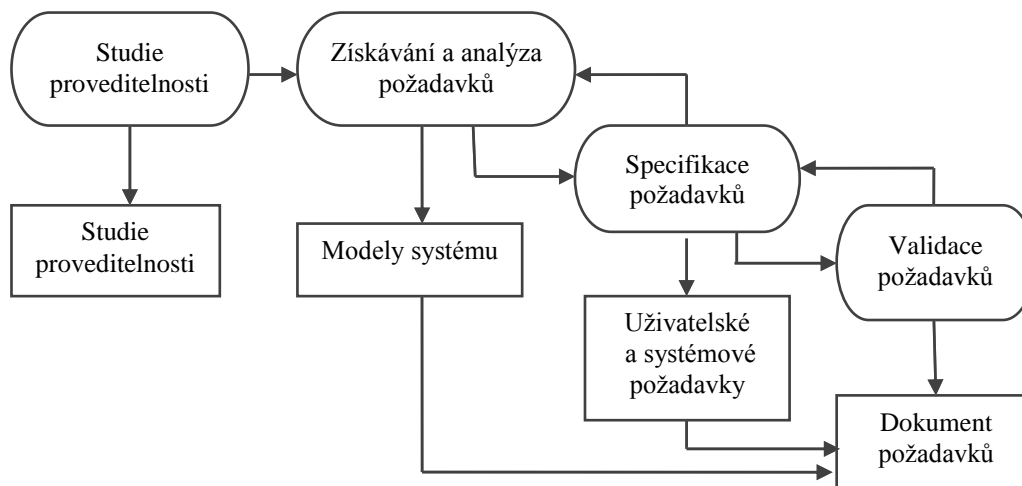 Studie
proveditelnosti
Získávání a analýza
požadavků
Specifikace
požadavků
Studie
proveditelnosti
Modely systému
Validace
požadavků
Uživatelské
a systémové
požadavky
Dokument
požadavků